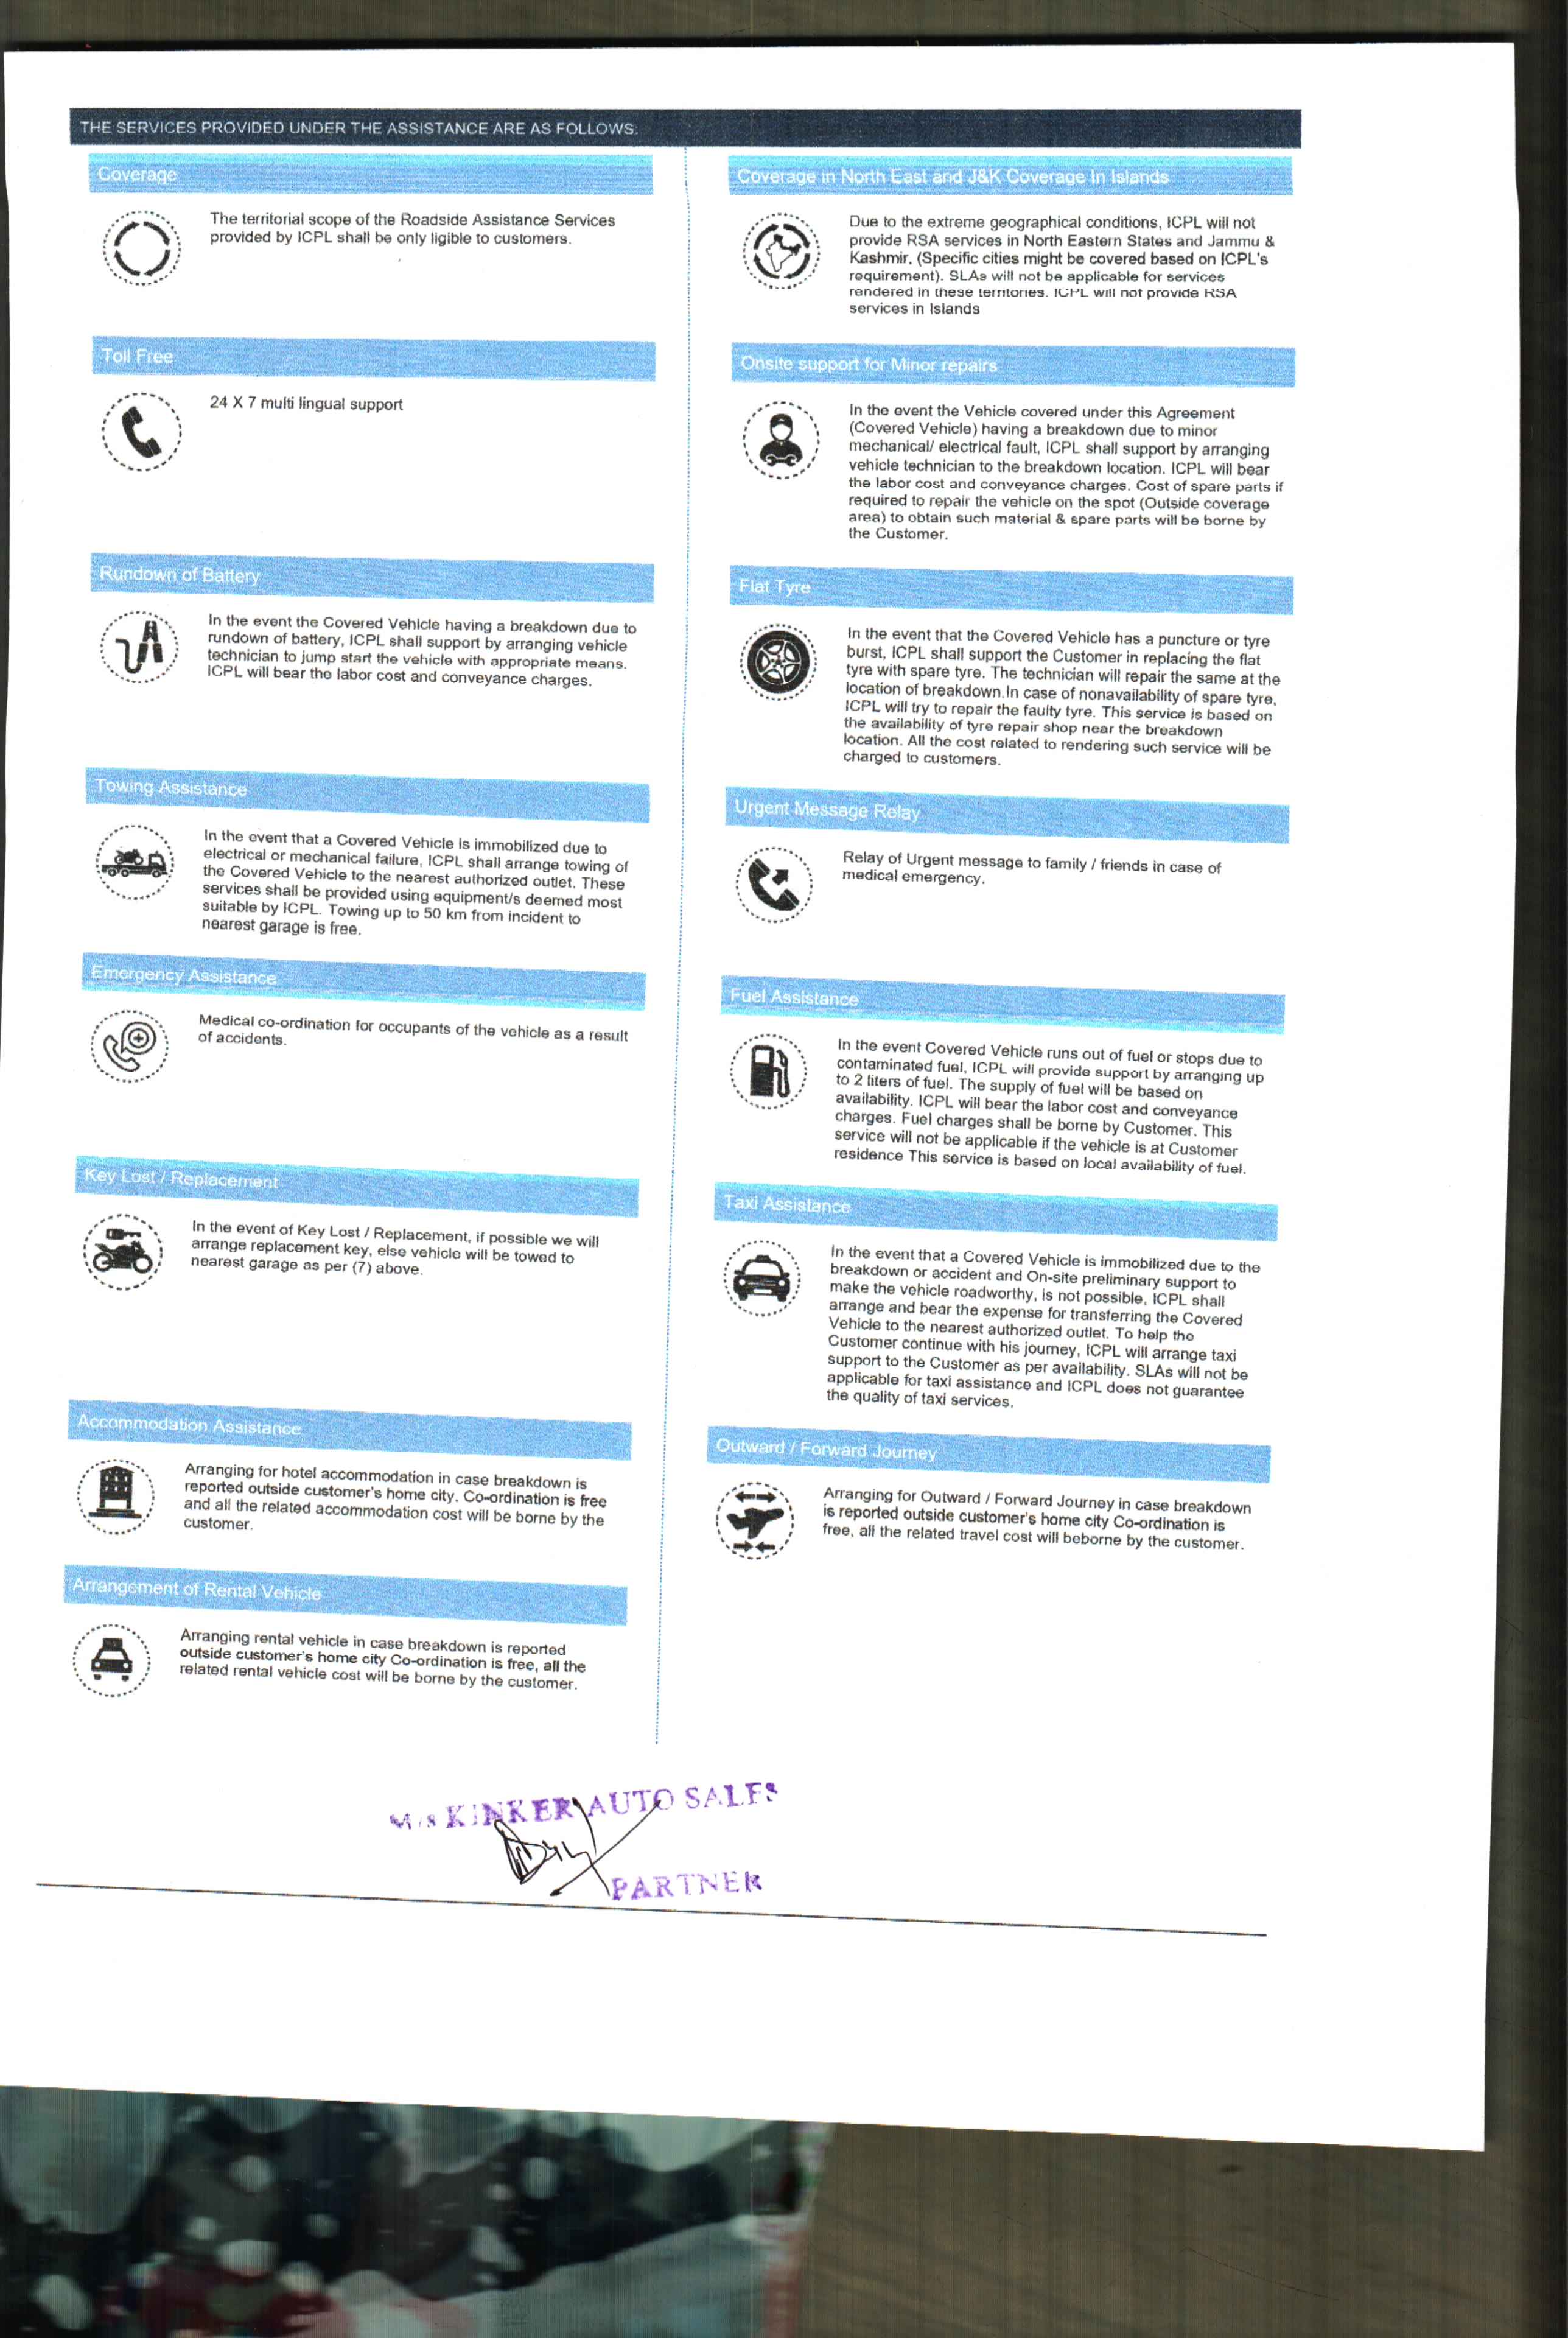 THE SERVICES PROVIDED UNDER THE ASSISTANCE ARE AS FOLLOWS:
Coverage
The territorial scope of the Roadside Assistance Services
provided by ICPL shall be only ligible to customers.
Toll Free
24 X 7 multi lingual support
Rundown of Battery
In the event the Covered Vehicle having a breakdown due to
rundown of battery, ICPL shall support by arranging vehicle
technician to jump start the vehicle with appropriate means.
ICPL will bear the labor cost and conveyance charges.
Towing Assistance
In the event that a Covered Vehicle is immobilized due to
electrical or mechanical failure, ICPL shall arrange towing of
the Covered Vehicle to the nearest authorized outlet. These
services shall be provided using equipment/s deemed most
suitable by ICPL. Towing up to 50 km from incident to
nearest garage is free.
Emergency Assistance
Medical co-ordination for occupants of the vehicle as a result
of accidents.
Key Lost / Replacement
In the event of Key Lost / Replacement, if possible we will
arrange replacement key, else vehicle will be towed to
nearest garage as per (7) above.
Accommodation Assistance
Arranging for hotel accommodation in case breakdown is
reported outside customer's home city. Co-ordination is free
and all the related accommodation cost will be borne by the
customer.
Arrangement of Rental Vehicle
Arranging rental vehicle in case breakdown is reported
outside customer's home city Co-ordination is free, all the
related rental vehicle cost will be borne by the customer.
Coverage in North East and J&K Coverage In Islands
Due to the extreme geographical conditions, ICPL will not
provide RSA services in North Eastern States and Jammu &
Kashmir. (Specific cities might be covered based on ICPL's
requirement). SLAs will not be applicable for services
rendered in these territories. ICPL will not provide RSA
services in Islands
Onsite support for Minor repairs
In the event the Vehicle covered under this Agreement
(Covered Vehicle) having a breakdown due to minor
mechanical/ electrical fault, ICPL shall support by arranging
vehicle technician to the breakdown location. ICPL will bear
the labor cost and conveyance charges. Cost of spare parts if
required to repair the vehicle on the spot (Outside coverage
area) to obtain such material & spare parts will be borne by
the Customer.
Flat Tyre
In the event that the Covered Vehicle has a puncture or tyre
burst, ICPL shall support the Customer in replacing the flat
tyre with spare tyre. The technician will repair the same at the
location of breakdown.In case of nonavailability of spare tyre,
ICPL will try to repair the faulty tyre. This service is based on
the availability of tyre repair shop near the breakdown
location. All the cost related to rendering such service will be
charged to customers.
Urgent Message Relay
Relay of Urgent message to family / friends in case of
medical emergency.
Fuel Assistance
In the event Covered Vehicle runs out of fuel or stops due to
contaminated fuel, ICPL will provide support by arranging up
to 2 liters of fuel. The supply of fuel will be based on
availability. ICPL will bear the labor cost and conveyance
charges. Fuel charges shall be borne by Customer. This
service will not be applicable if the vehicle is at Customer
residence This service is based on local availability of fuel.
Taxi Assistance
In the event that a Covered Vehicle is immobilized due to the
breakdown or accident and On-site preliminary support to
make the vehicle roadworthy, is not possible, ICPL shall
arrange and bear the expense for transferring the Covered
Vehicle to the nearest authorized outlet. To help the
Customer continue with his journey, ICPL will arrange taxi
support to the Customer as per availability. SLAs will not be
applicable for taxi assistance and ICPL does not guarantee
the quality of taxi services.
Outward / Forward Journey
Arranging for Outward / Forward Journey in case breakdown
is reported outside customer's home city Co-ordination is
free, all the related travel cost will beborne by the customer.
M/s KINKER AUTO SALES
PARTNER